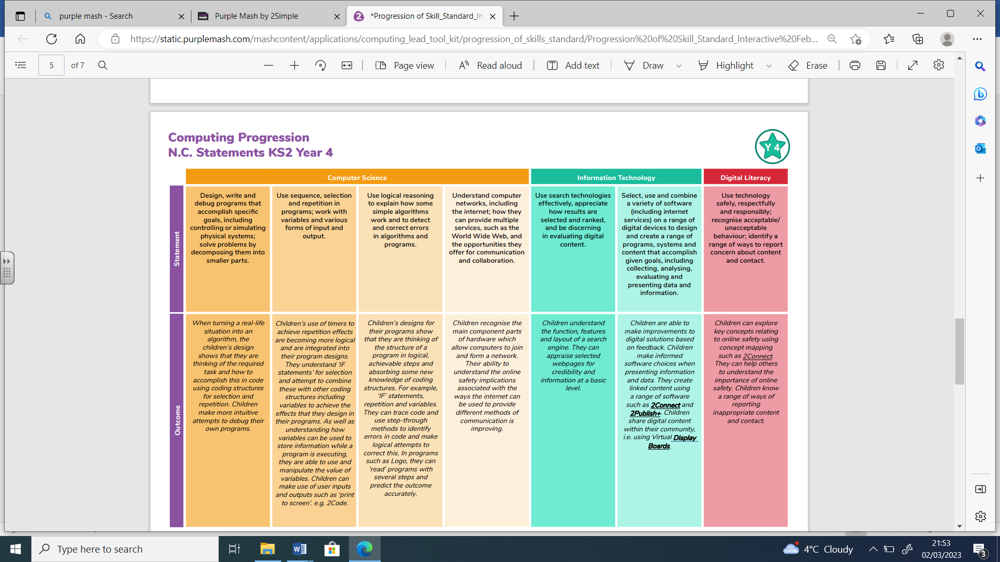 purple mash - Search
Purple Mash by 2Simple
*Progression of Skill_Standard_In
https://static.purplemash.com/mashcontent/applications/computing_lead_tool_kit/progression_of_skills_standard/Progression%20of%20Skill_Standard_Interactive%20Feb...
5
of 7
Page view
Read aloud
Add text
Draw
Highlight
Erase
Computing Progression
N.C. Statements KS2 Year 4
Y 4
Computer Science
Information Technology
Digital Literacy
Statement
Design, write and
debug programs that
accomplish specific
goals, including
controlling or simulating
physical systems;
solve problems by
decomposing them into
smaller parts.
Use sequence, selection
and repetition in
programs; work with
variables and various
forms of input and
output.
Use logical reasoning
to explain how some
simple algorithms
work and to detect
and correct errors
in algorithms and
programs.
Understand computer
networks, including
the internet; how they
can provide multiple
services, such as the
World Wide Web, and
the opportunities they
offer for communication
and collaboration.
Use search technologies
effectively, appreciate
how results are
selected and ranked,
and be discerning
in evaluating digital
content.
Select, use and combine
a variety of software
(including internet
services) on a range of
digital devices to design
and create a range of
programs, systems and
content that accomplish
given goals, including
collecting, analysing,
evaluating and
presenting data and
information.
Use technology
safely, respectfully
and responsibly;
recognise acceptable/
unacceptable
behaviour; identify a
range of ways to report
concern about content
and contact.
Outcome
When turning a real-life
situation into an
algorithm, the
children's design
shows that they are
thinking of the required
task and how to
accomplish this in code
using coding structures
for selection and
repetition. Children
make more intuitive
attempts to debug their
own programs.
Children's use of timers to
achieve repetition effects
are becoming more logical
and are integrated into
their program designs.
They understand 'IF
statements' for selection
and attempt to combine
these with other coding
structures including
variables to achieve the
effects that they design in
their programs. As well as
understanding how
variables can be used to
store information while a
program is executing,
they are able to use and
manipulate the value of
variables. Children can
make use of user inputs
and outputs such as 'print
to screen'. e.g. 2Code.
Children's designs for
their programs show
that they are thinking of
the structure of a
program in logical,
achievable steps and
absorbing some new
knowledge of coding
structures. For example,
'IF' statements,
repetition and variables.
They can trace code and
use step-through
methods to identify
errors in code and make
logical attempts to
correct this. In programs
such as Logo, they can
'read' programs with
several steps and
predict the outcome
accurately.
Children recognise the
main component parts
of hardware which
allow computers to join
and form a network.
Their ability to
understand the online
safety implications
associated with the
ways the internet can
be used to provide
different methods of
communication is
improving.
Children understand
the function, features
and layout of a search
engine. They can
appraise selected
webpages for
credibility and
information at a basic
level.
Children are able to
make improvements to
digital solutions based
on feedback. Children
make informed
software choices when
presenting information
and data. They create
linked content using
a range of software
such as 2Connect and
2Publish+. Children
share digital content
within their community,
i.e. using Virtual Display
Boards.
Children can explore
key concepts relating
to online safety using
concept mapping
such as 2Connect.
They can help others
to understand the
importance of online
safety. Children know
a range of ways of
reporting
inappropriate content
and contact.
Type here to search
4°C Cloudy
21:53
02/03/2023
3